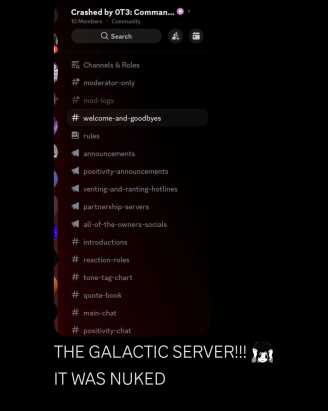 Crashed by 0T3: Comman...
10 Members · Community
Search
Channels & Roles
moderator-only
mod-logs
welcome-and-goodbyes
rules
announcements
positivity-announcements
venting-and-ranting-hotlines
partnership-servers
all-of-the-owners-socials
introductions
reaction-roles
tone-tag-chart
quote-book
main-chat
positivity-chat
THE GALACTIC SERVER!!!
IT WAS NUKED